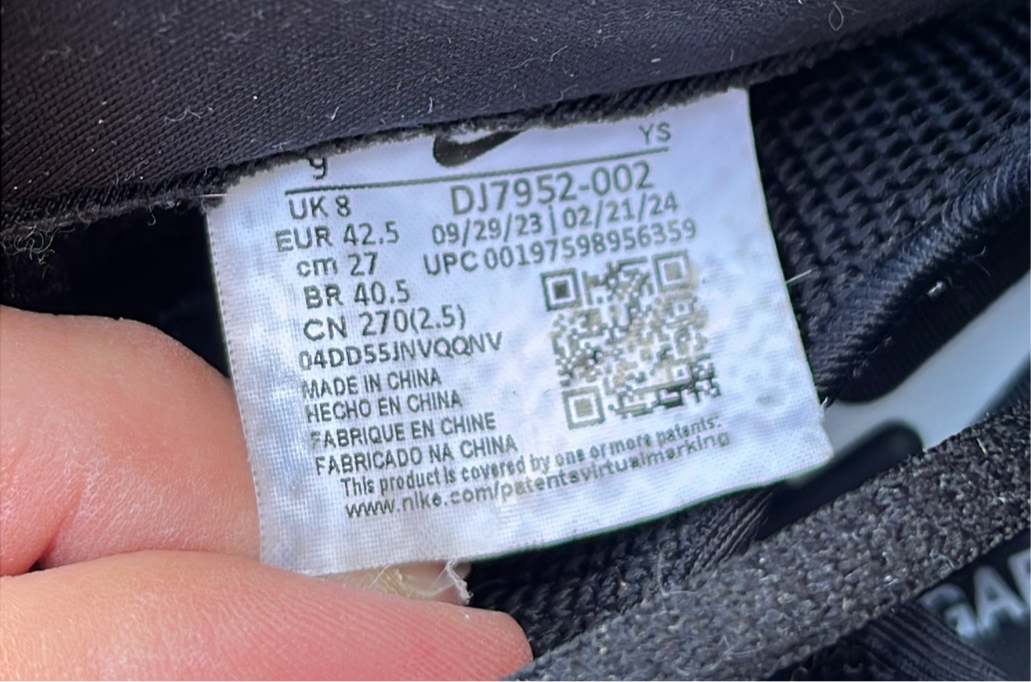 YS
9
DJ7952-002
UK 8
09/29/23 | 02/21/24
EUR 42.5
UPC 00197598956359
cm 27
BR 40.5
CN 270(2.5)
04DD55JNVQQNV
MADE IN CHINA
HECHO EN CHINA
FABRIQUE EN CHINE
FABRICADO NA CHINA
This product is covered by one or more patents:
www.nike.com/patentsvirtualmarking